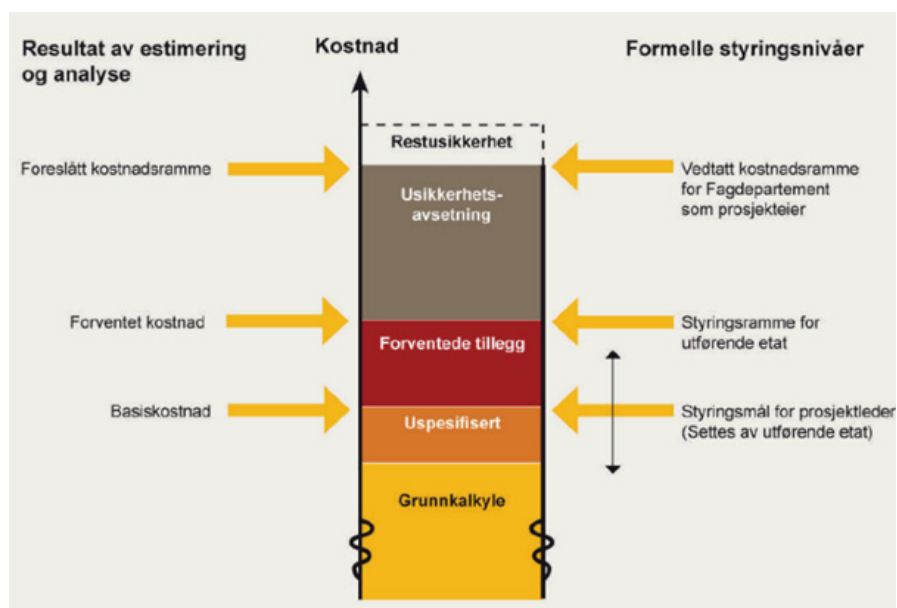 Resultat av estimering
og analyse
Kostnad
Formelle styringsnivåer
Restusikkerhet
Foreslått kostnadsramme
Vedtatt kostnadsramme
for Fagdepartement
som prosjekteier
Usikkerhets-
avsetning
Forventet kostnad
Styringsramme for
utførende etat
Forventede tillegg
Basiskostnad
Styringsmål for prosjektleder
(Settes av utførende etat)
Uspesifisert
Grunnkalkyle